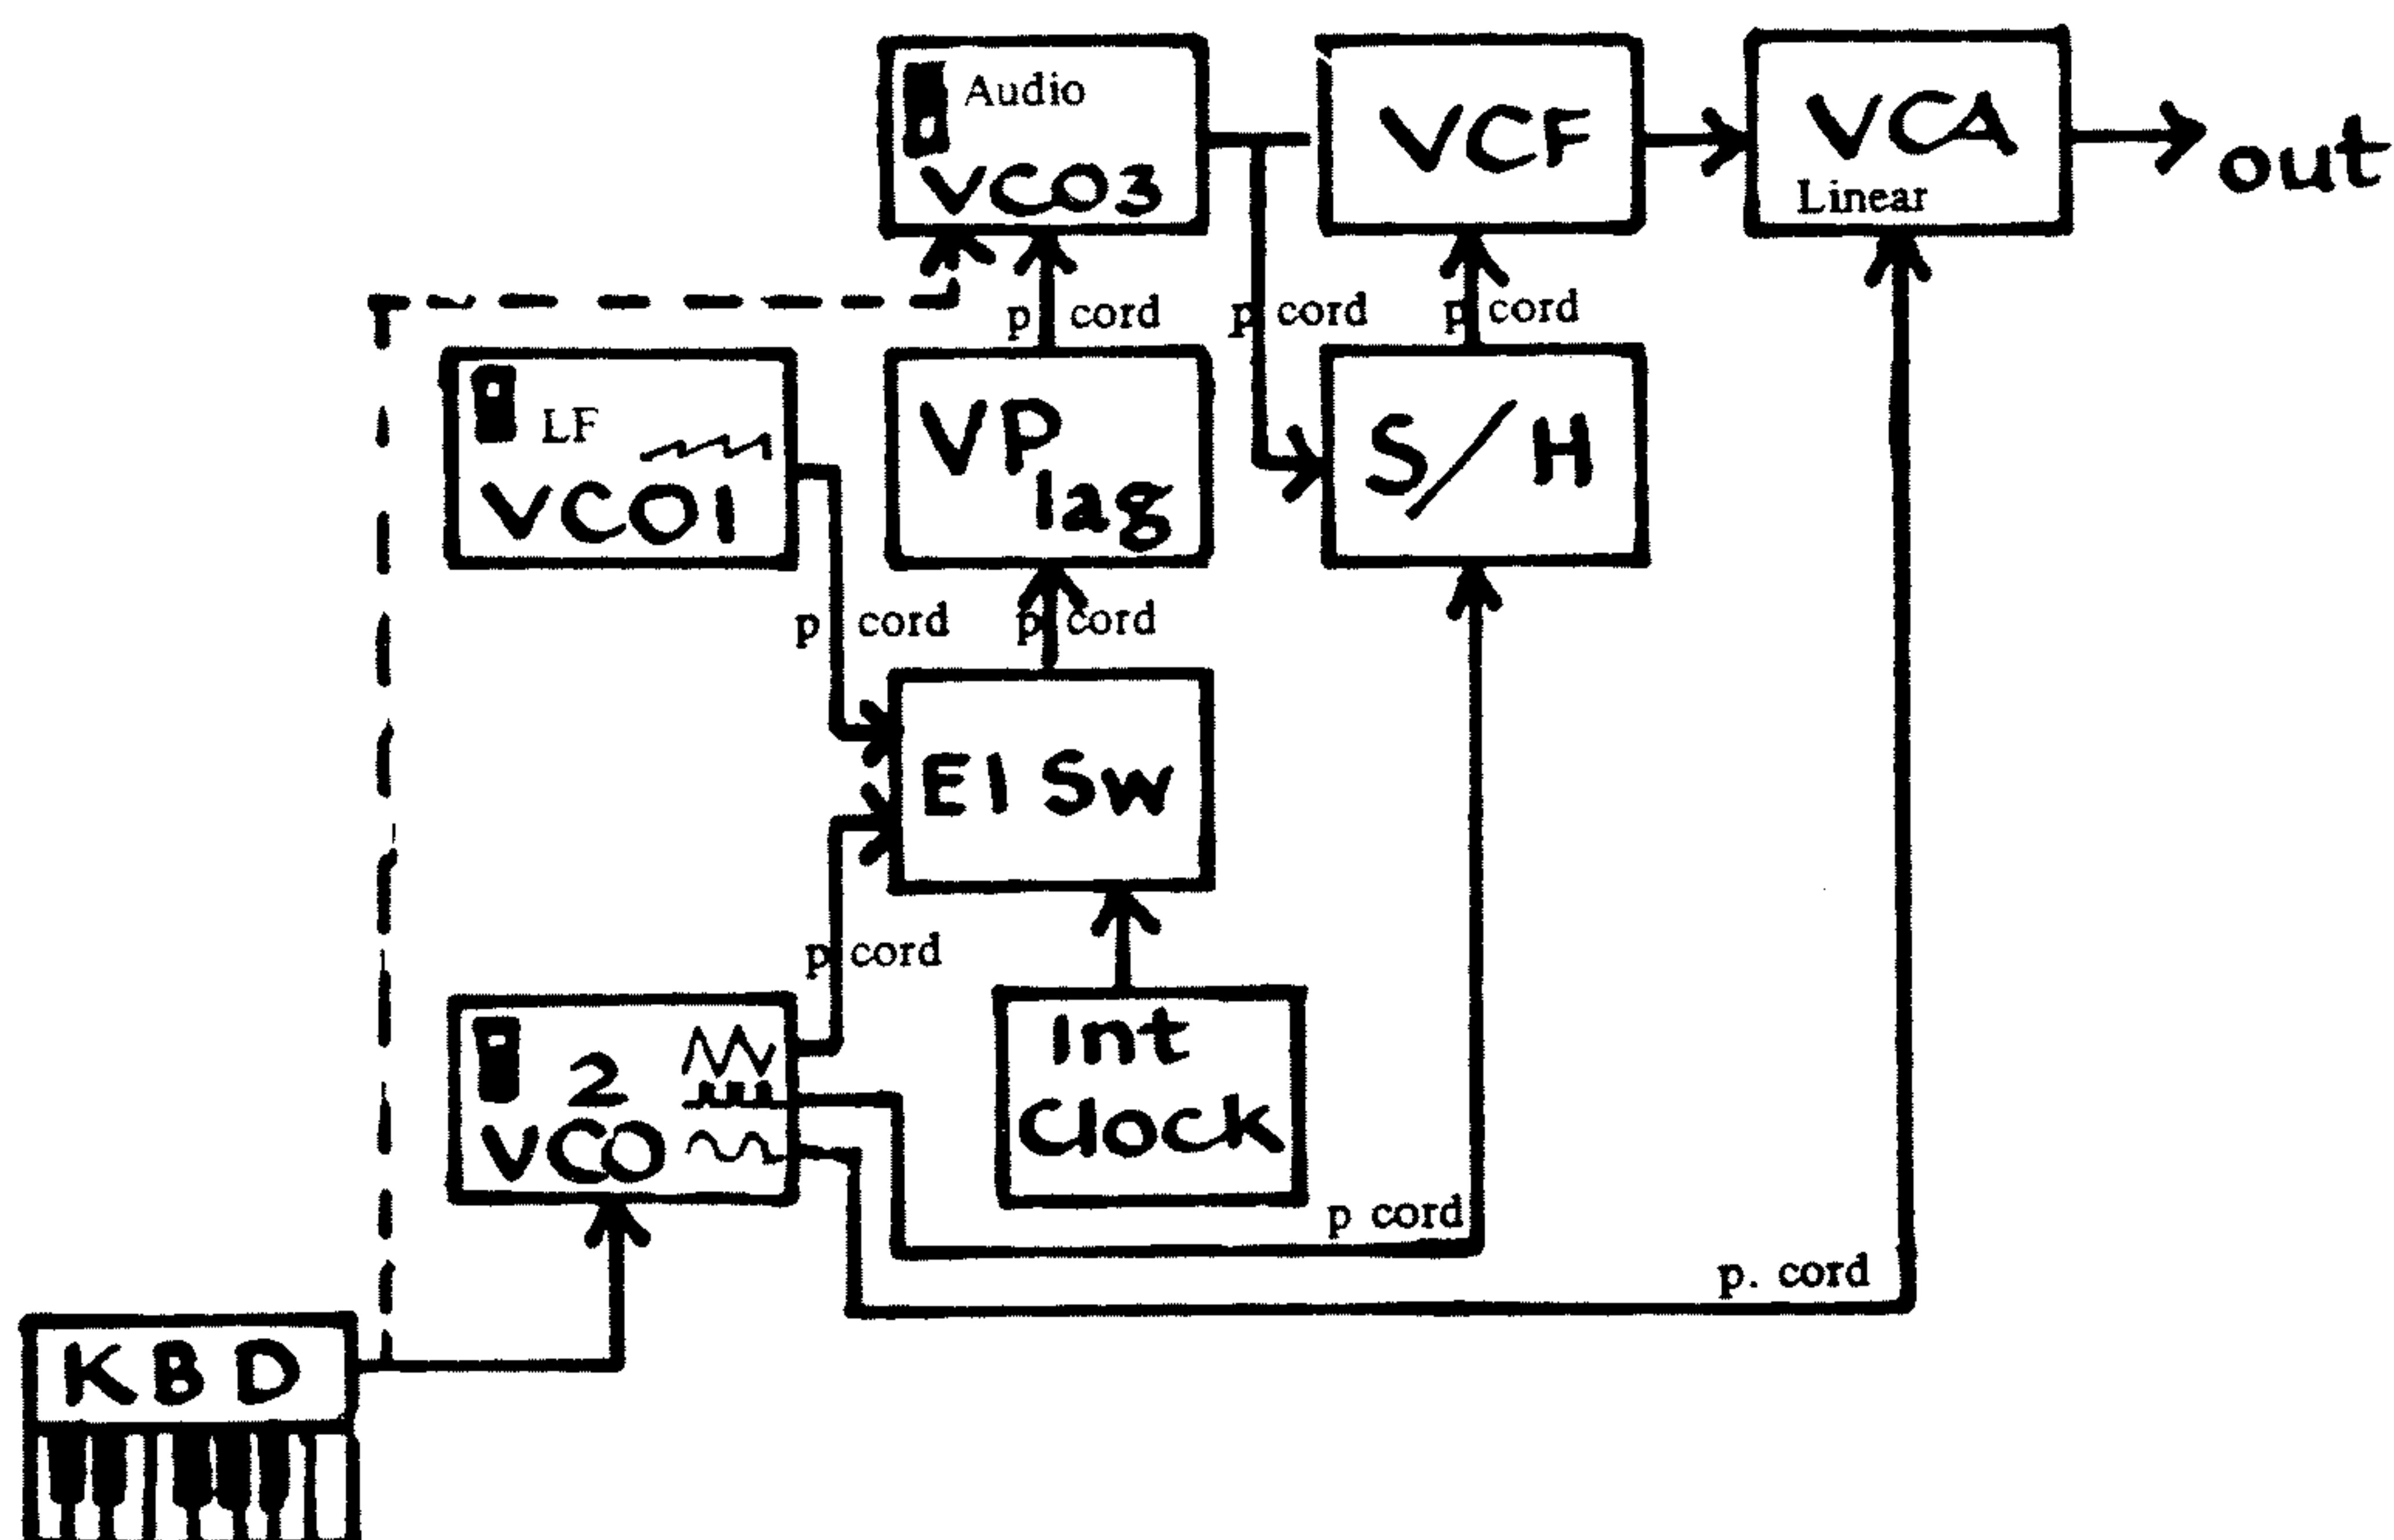 Audio
VCO3
VCF
VCA
Linear
out
p cord
p cord
p cord
LF
VCO1
VP
lag
S/H
p cord
p cord
El Sw
p cord
2
VCO
Int
Clock
p cord
p. cord
KBD